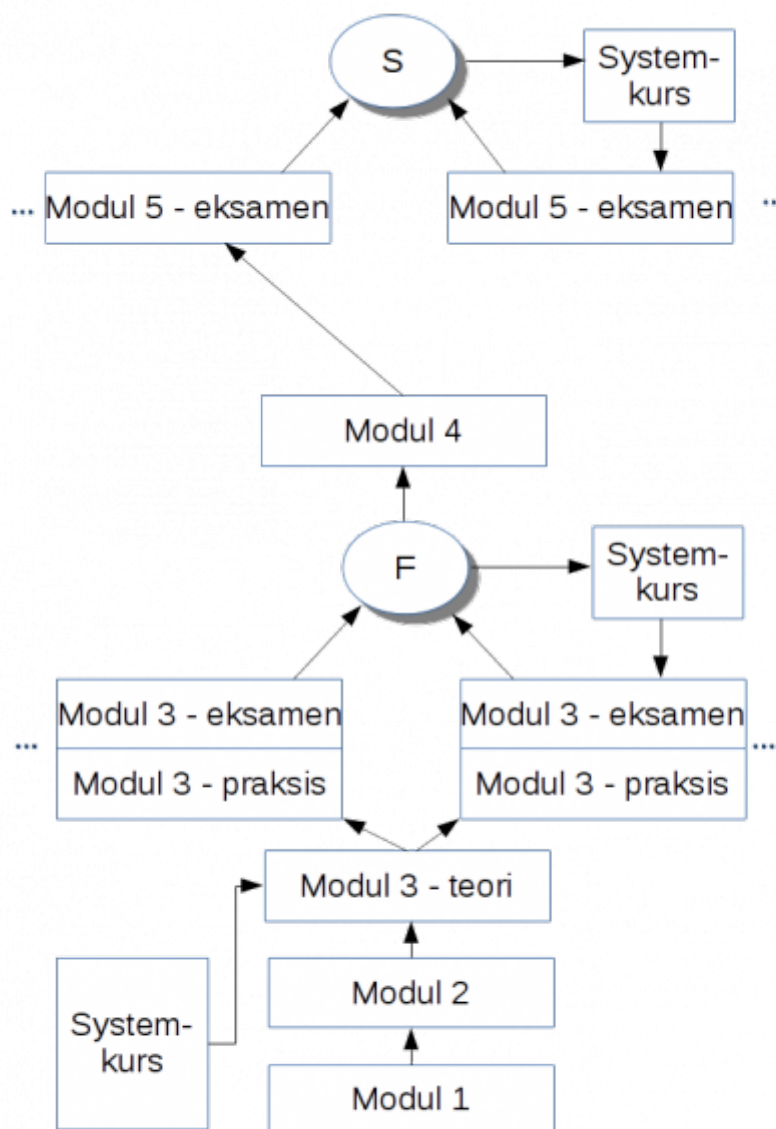 S
System-
kurs
... Modul 5 - eksamen
Modul 5 - eksamen ...
Modul 4
F
System-
kurs
Modul 3 - eksamen
Modul 3 - eksamen
...
...
Modul 3 - praksis
Modul 3 - praksis
Modul 3 - teori
Modul 2
System-
kurs
Modul 1